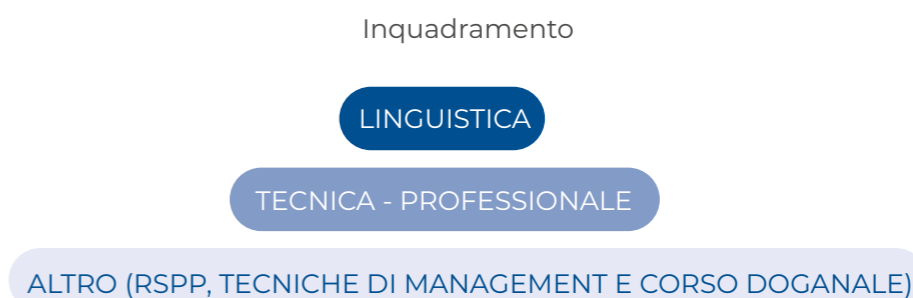 Inquadramento
LINGUISTICA
TECNICA - PROFESSIONALE
ALTRO (RSPP, TECNICHE DI MANAGEMENT E CORSO DOGANALE)